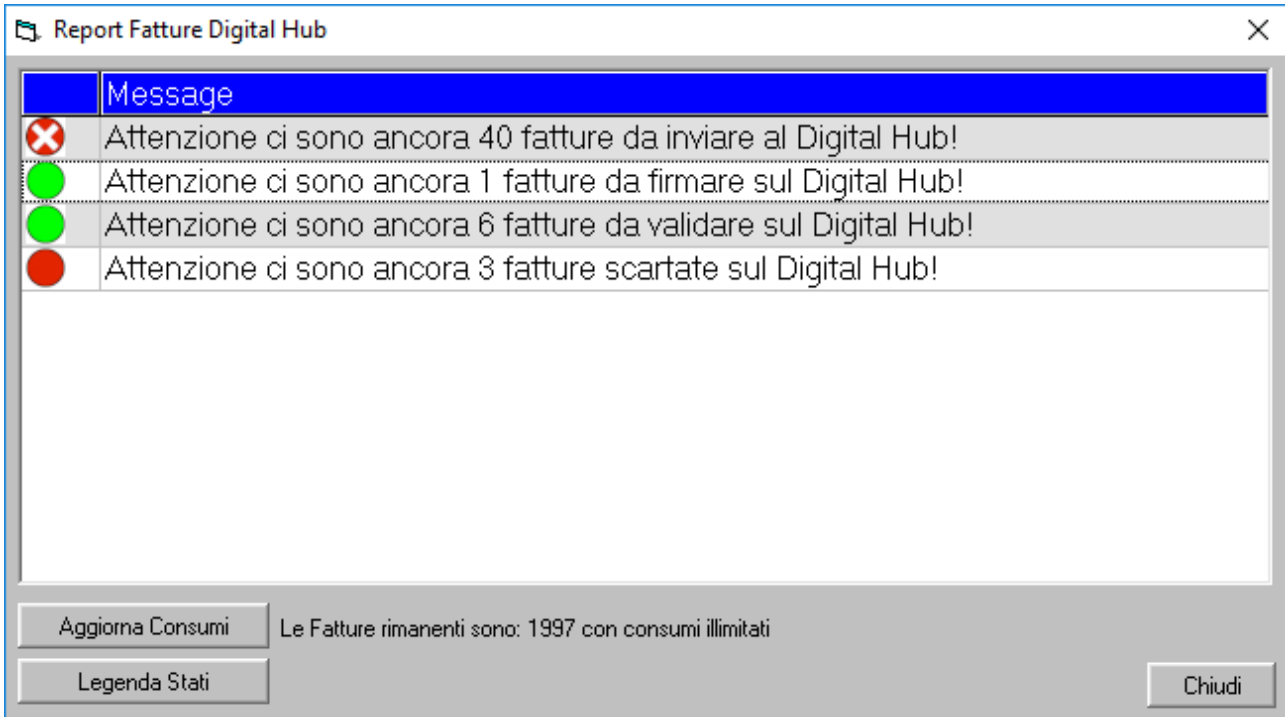 Report Fatture Digital Hub
Message
Attenzione ci sono ancora 40 fatture da inviare al Digital Hub!
Attenzione ci sono ancora 1 fatture da firmare sul Digital Hub!
Attenzione ci sono ancora 6 fatture da validare sul Digital Hub!
Attenzione ci sono ancora 3 fatture scartate sul Digital Hub!
Aggiorna Consumi Le Fatture rimanenti sono: 1997 con consumi illimitati
Legenda Stati Chiudi